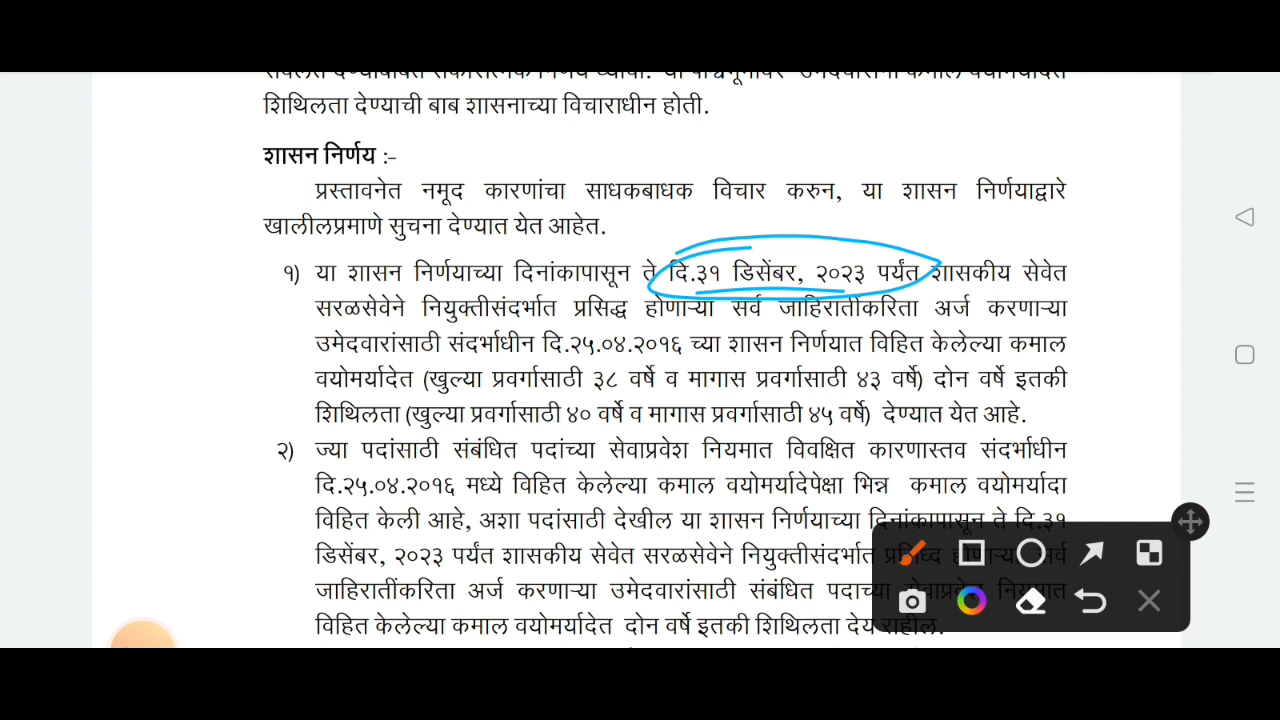 शिथिलता देण्याची बाब शासनाच्या विचाराधीन होती.
शासन निर्णय :-
प्रस्तावनेत नमूद कारणांचा साधकबाधक विचार करुन, या शासन निर्णयाद्वारे
खालीलप्रमाणे सुचना देण्यात येत आहेत.
१) या शासन निर्णयाच्या दिनांकापासून ते दि.३१ डिसेंबर, २०२३ पर्यंत शासकीय सेवेत
सरळसेवेने नियुक्तीसंदर्भात प्रसिद्ध होणाऱ्या सर्व जाहिरातींकरिता अर्ज करणाऱ्या
उमेदवारांसाठी संदर्भाधीन दि.२५.०४.२०१६ च्या शासन निर्णयात विहित केलेल्या कमाल
वयोमर्यादेत (खुल्या प्रवर्गासाठी ३८ वर्षे व मागास प्रवर्गासाठी ४३ वर्षे) दोन वर्षे इतकी
शिथिलता (खुल्या प्रवर्गासाठी ४० वर्षे व मागास प्रवर्गासाठी ४५ वर्षे) देण्यात येत आहे.
२) ज्या पदांसाठी संबंधित पदांच्या सेवाप्रवेश नियमात विवक्षित कारणास्तव संदर्भाधीन
दि.२५.०४.२०१६ मध्ये विहित केलेल्या कमाल वयोमर्यादेपेक्षा भिन्न कमाल वयोमर्यादा
विहित केली आहे, अशा पदांसाठी देखील या शासन निर्णयाच्या दिनांकापासून ते दि.३१
डिसेंबर, २०२३ पर्यंत शासकीय सेवेत सरळसेवेने नियुक्तीसंदर्भात प्रसिध्द होणाऱ्या सर्व
जाहिरातींकरिता अर्ज करणाऱ्या उमेदवारांसाठी संबंधित पदाच्या सेवाप्रवेश नियमात
विहित केलेल्या कमाल वयोमर्यादेत दोन वर्षे इतकी शिथिलता देय राहील.